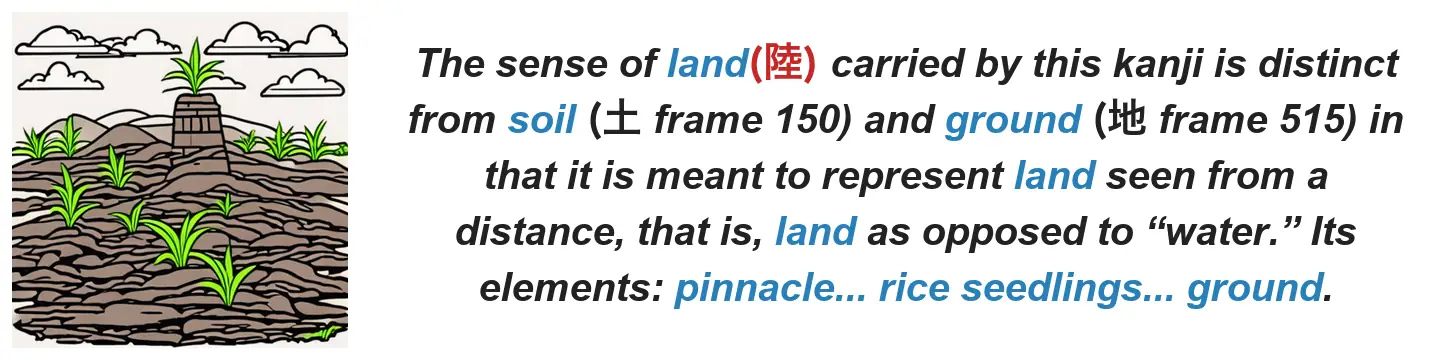 The sense of land(陸) carried by this kanji is distinct
from soil (土 frame 150) and ground (地 frame 515) in
that it is meant to represent land seen from a
distance, that is, land as opposed to “water.” Its
elements: pinnacle... rice seedlings... ground.